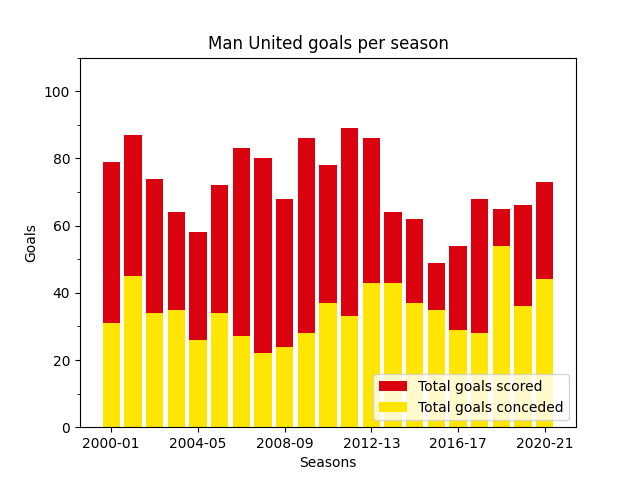 Man United goals per season
100
80
60
40
20
0
Goals
Total goals scored
Total goals conceded
2000-01 2004-05 2008-09 2012-13 2016-17 2020-21
Seasons